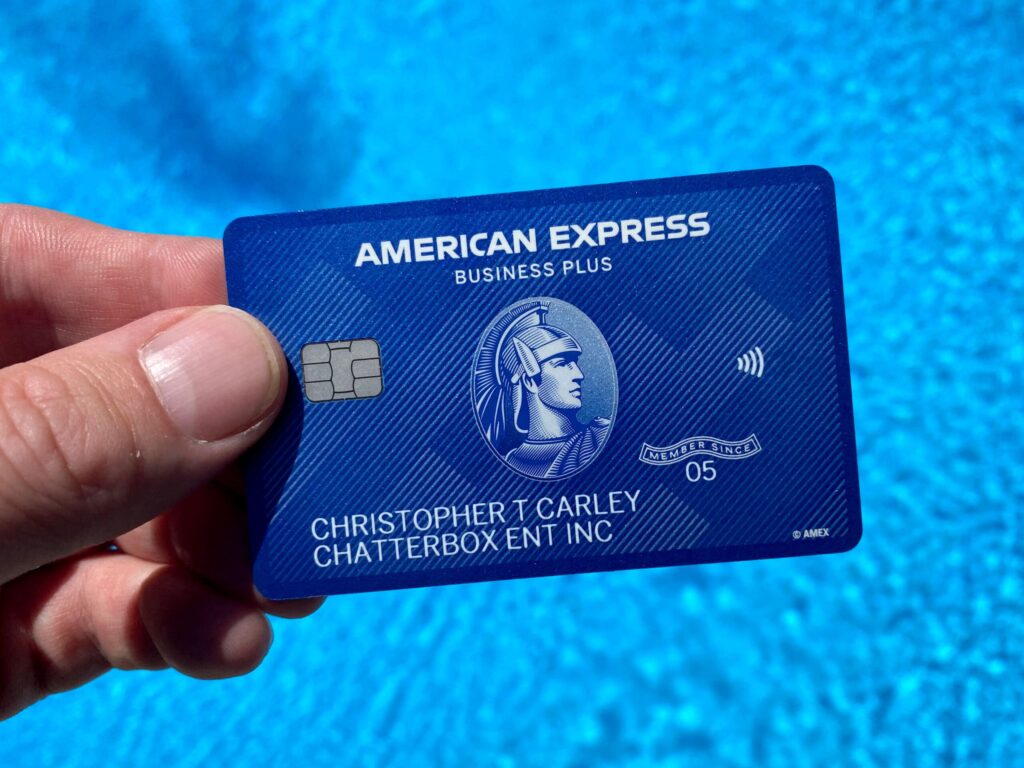 AMERICAN EXPRESS
BUSINESS PLUS
MEMBER SINCE
05
CHRISTOPHER T CARLEY
CHATTERBOX ENT INC
© AMEX